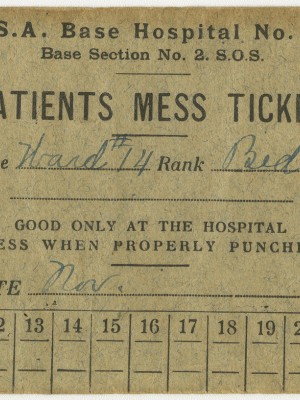 S.A. Base Hospital No.
Base Section No. 2. S.O.S.
ATIENTS MESS TICKE
e Ward #14 Rank Bed
GOOD ONLY AT THE HOSPITAL
ESS WHEN PROPERLY PUNCHE
TE Nov.
2 13 14 15 16 17 18 19 2